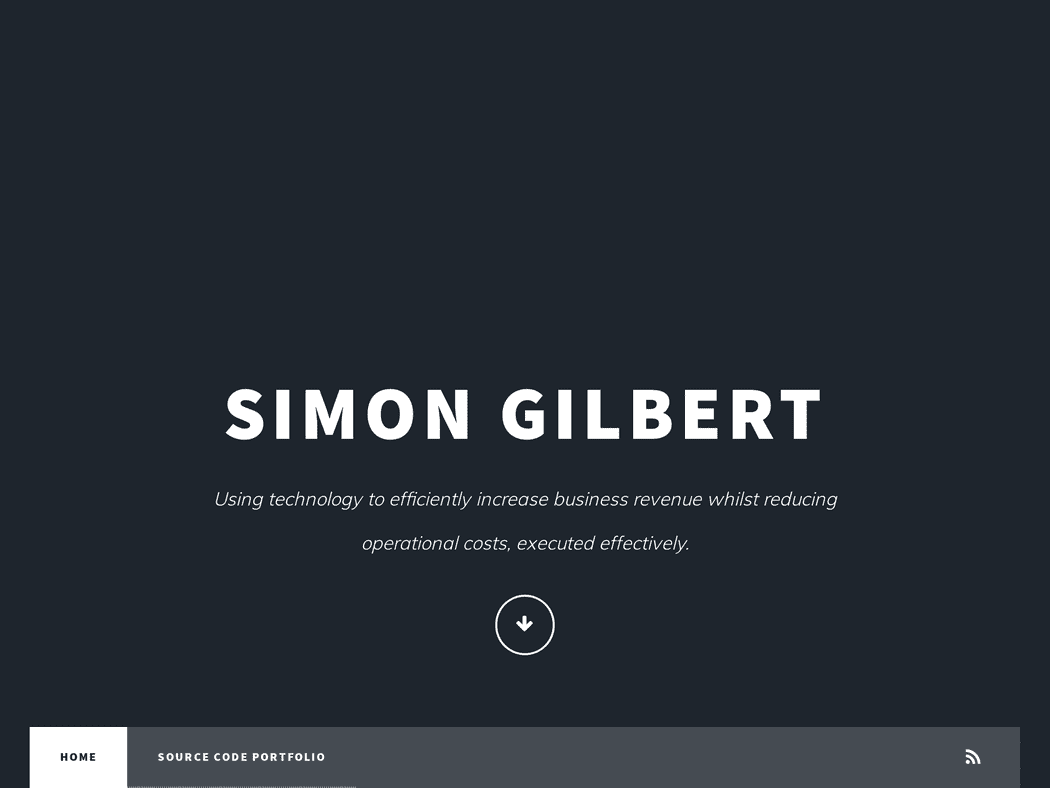 SIMON GILBERT
Using technology to efficiently increase business revenue whilst reducing
operational costs, executed effectively.
HOME
SOURCE CODE PORTFOLIO